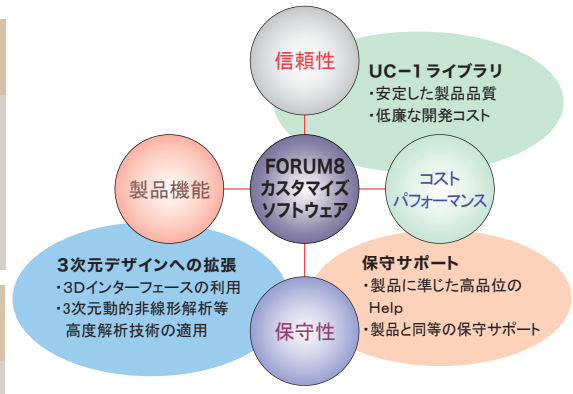 信頼性
UC−1 ライブラリ
・安定した製品品質
・低廉な開発コスト
製品機能
FORUM8
カスタマイズ
ソフトウェア
コスト
パフォーマンス
3次元デザインへの拡張
・3Dインターフェースの利用
・3次元動的非線形解析等
高度解析技術の適用
保守サポート
・製品に準じた高品位の
Help
・製品と同等の保守サポート
保守性